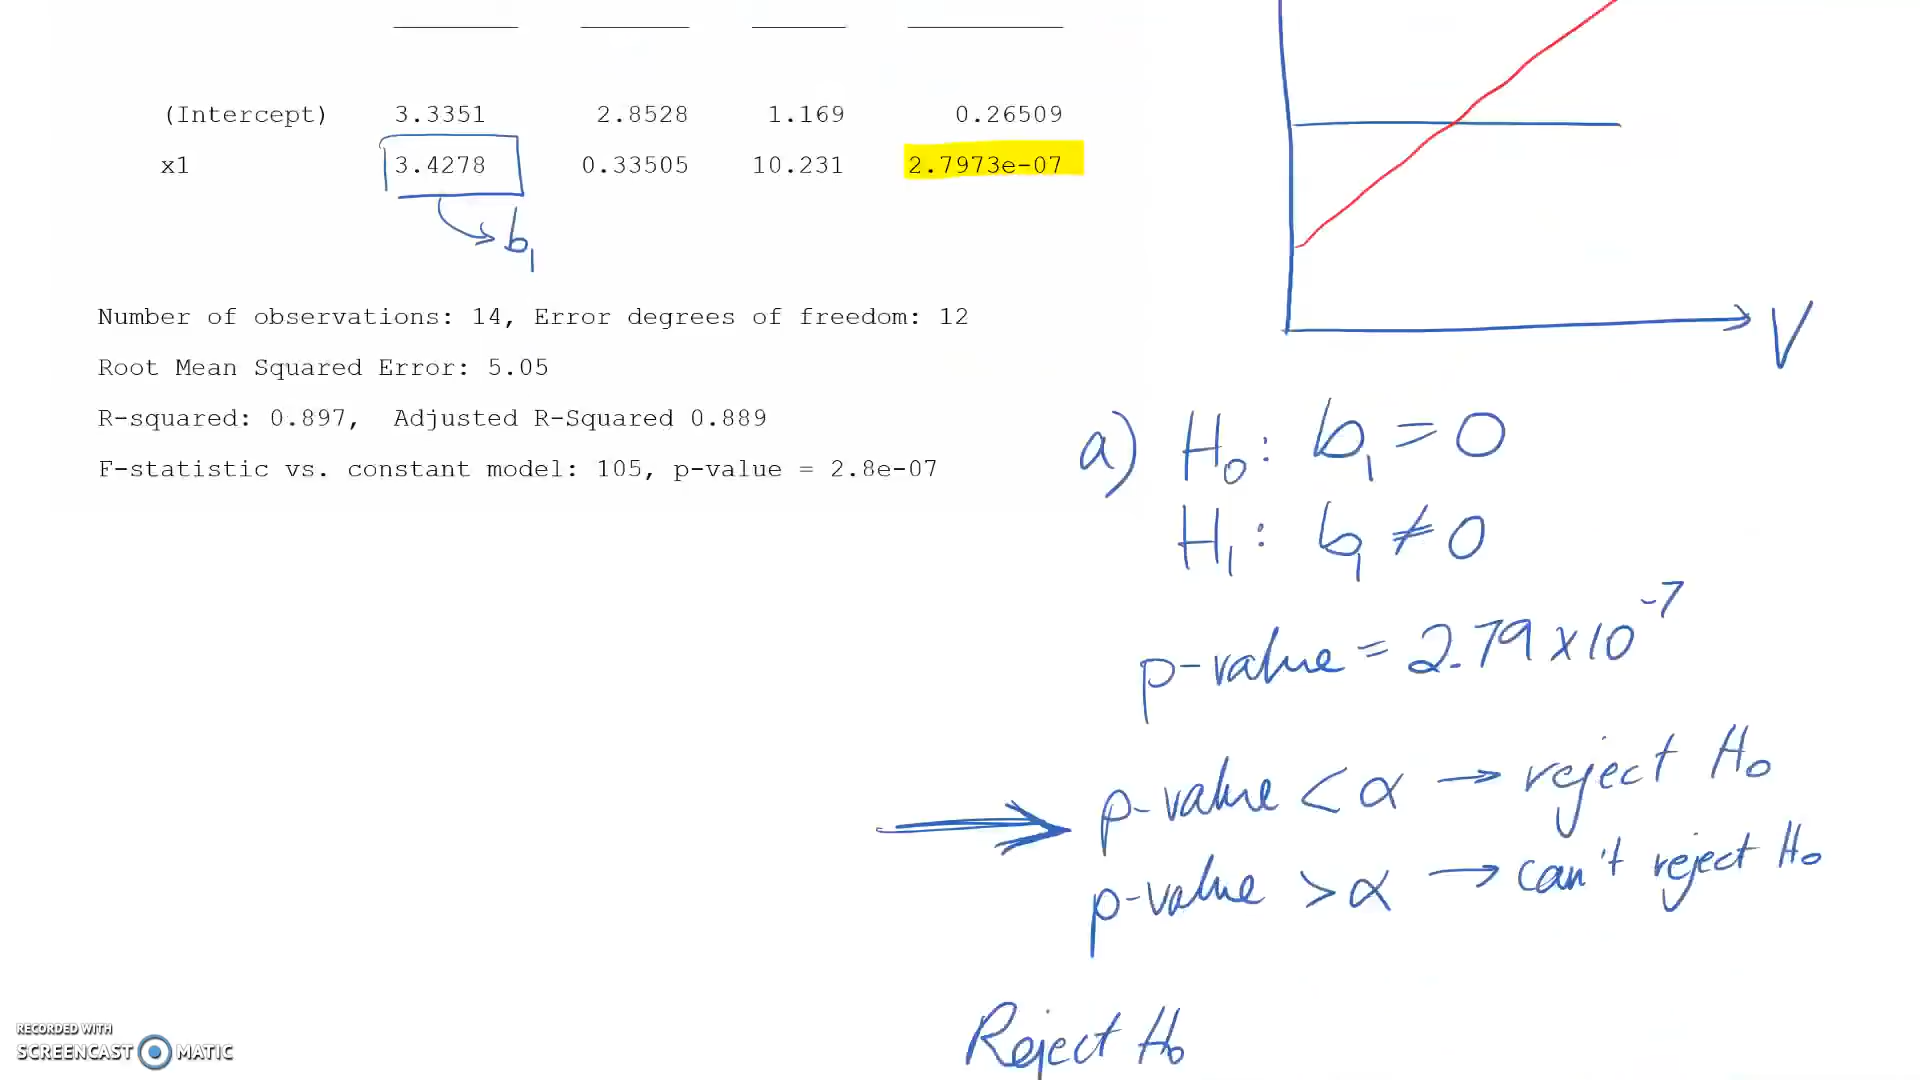 (Intercept) 3.3351 2.8528 1.169 0.26509
x1 3.4278 0.33505 10.231 2.7973e-07
b₁
Number of observations: 14, Error degrees of freedom: 12
Root Mean Squared Error: 5.05
R-squared: 0.897, Adjusted R-Squared 0.889
F-statistic vs. constant model: 105, p-value = 2.8e-07
V
a) H₀: b₁ = 0
H₁: b₁ ≠ 0
p-value = 2.79 × 10⁻⁷
p-value < α → reject H₀
p-value > α → can't reject H₀
Reject H₀
RECORDED WITH
SCREENCAST MATIC